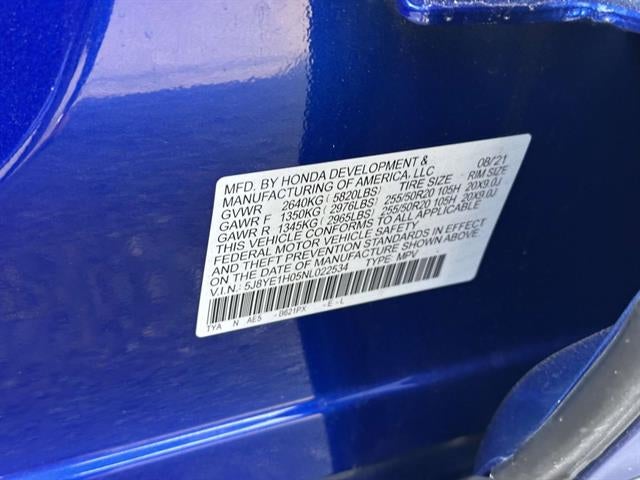 MFD. BY HONDA DEVELOPMENT & 08/21
MANUFACTURING OF AMERICA, LLC
GVWR 2640KG (5820LBS) TIRE SIZE RIM SIZE
GAWR F 1350KG (2976LBS) 255/50R20 105H 20X9.0J
GAWR R 1345KG (2965LBS) 255/50R20 105H 20X9.0J
THIS VEHICLE CONFORMS TO ALL APPLICABLE
FEDERAL MOTOR VEHICLE SAFETY
AND THEFT PREVENTION STANDARDS IN EFFECT
ON THE DATE OF MANUFACTURE SHOWN ABOVE.
V.I.N.: 5J8YE1H05NL022534 TYPE: MPV
TYA N AE5 - B621PX - E - L